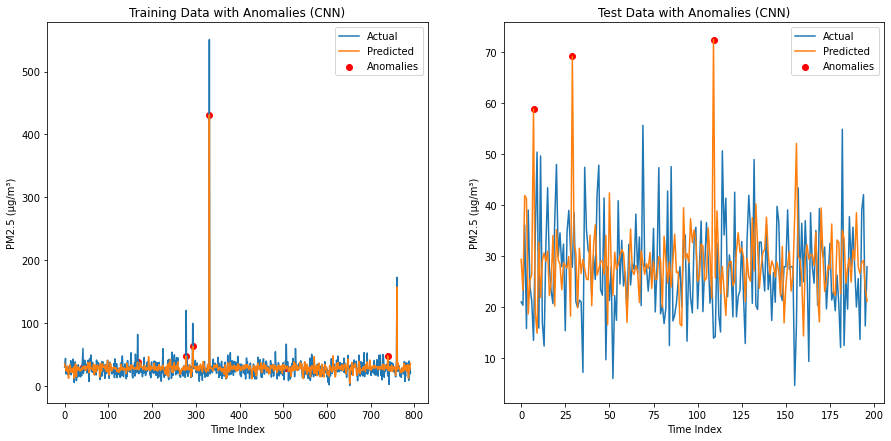 Training Data with Anomalies (CNN)
Actual
Predicted
Anomalies
PM2.5 (µg/m³)
500
400
300
200
100
0
0 100 200 300 400 500 600 700 800
Time Index
Test Data with Anomalies (CNN)
Actual
Predicted
Anomalies
PM2.5 (µg/m³)
70
60
50
40
30
20
10
0 25 50 75 100 125 150 175 200
Time Index